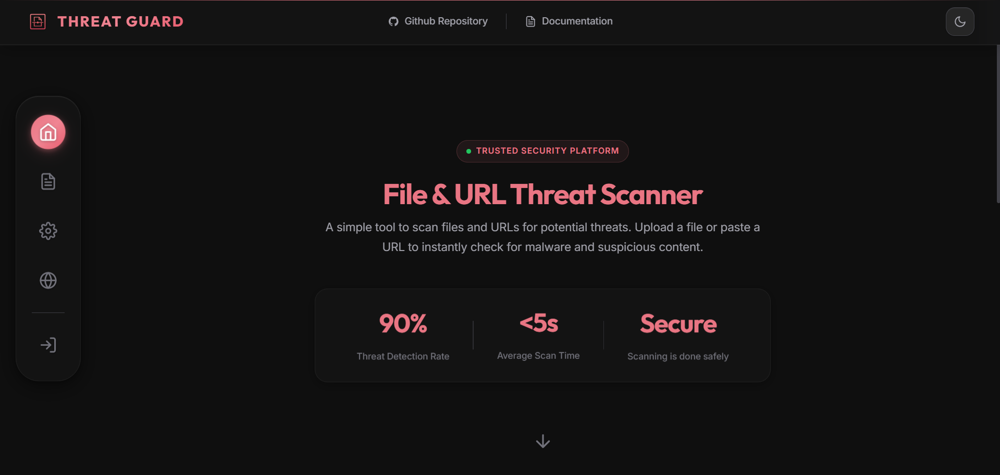 THREAT GUARD
Github Repository
Documentation
TRUSTED SECURITY PLATFORM
File & URL Threat Scanner
A simple tool to scan files and URLs for potential threats. Upload a file or paste a
URL to instantly check for malware and suspicious content.
90%
Threat Detection Rate
<5s
Average Scan Time
Secure
Scanning is done safely